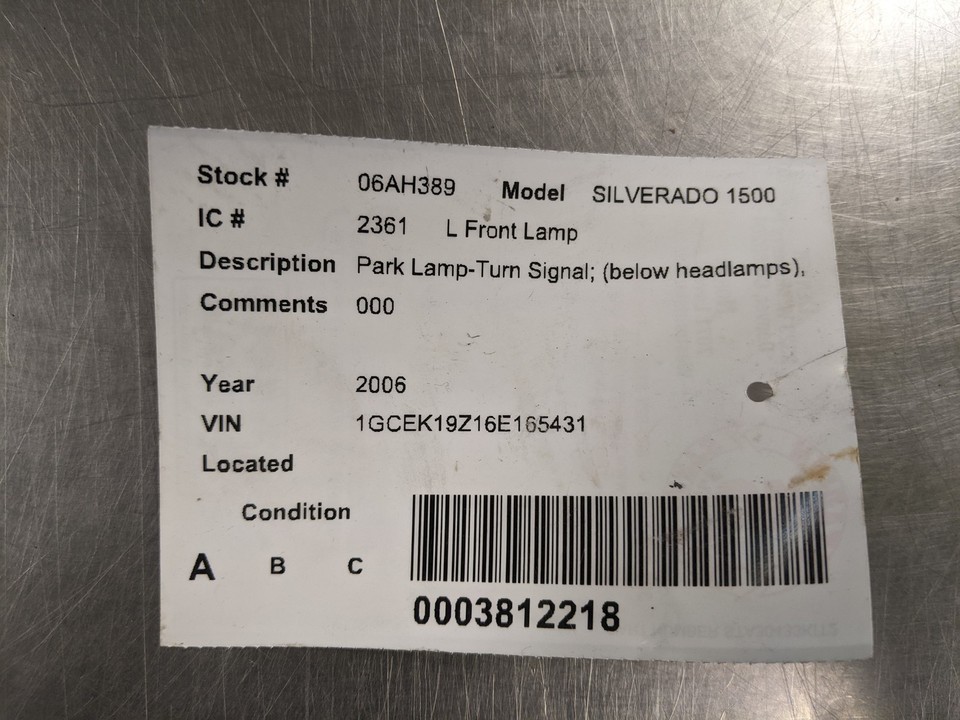 Stock # 06AH389 Model SILVERADO 1500
IC # 2361 L Front Lamp
Description Park Lamp-Turn Signal; (below headlamps),
Comments 000
Year 2006
VIN 1GCEK19Z16E165431
Located
Condition
A B C
0003812218